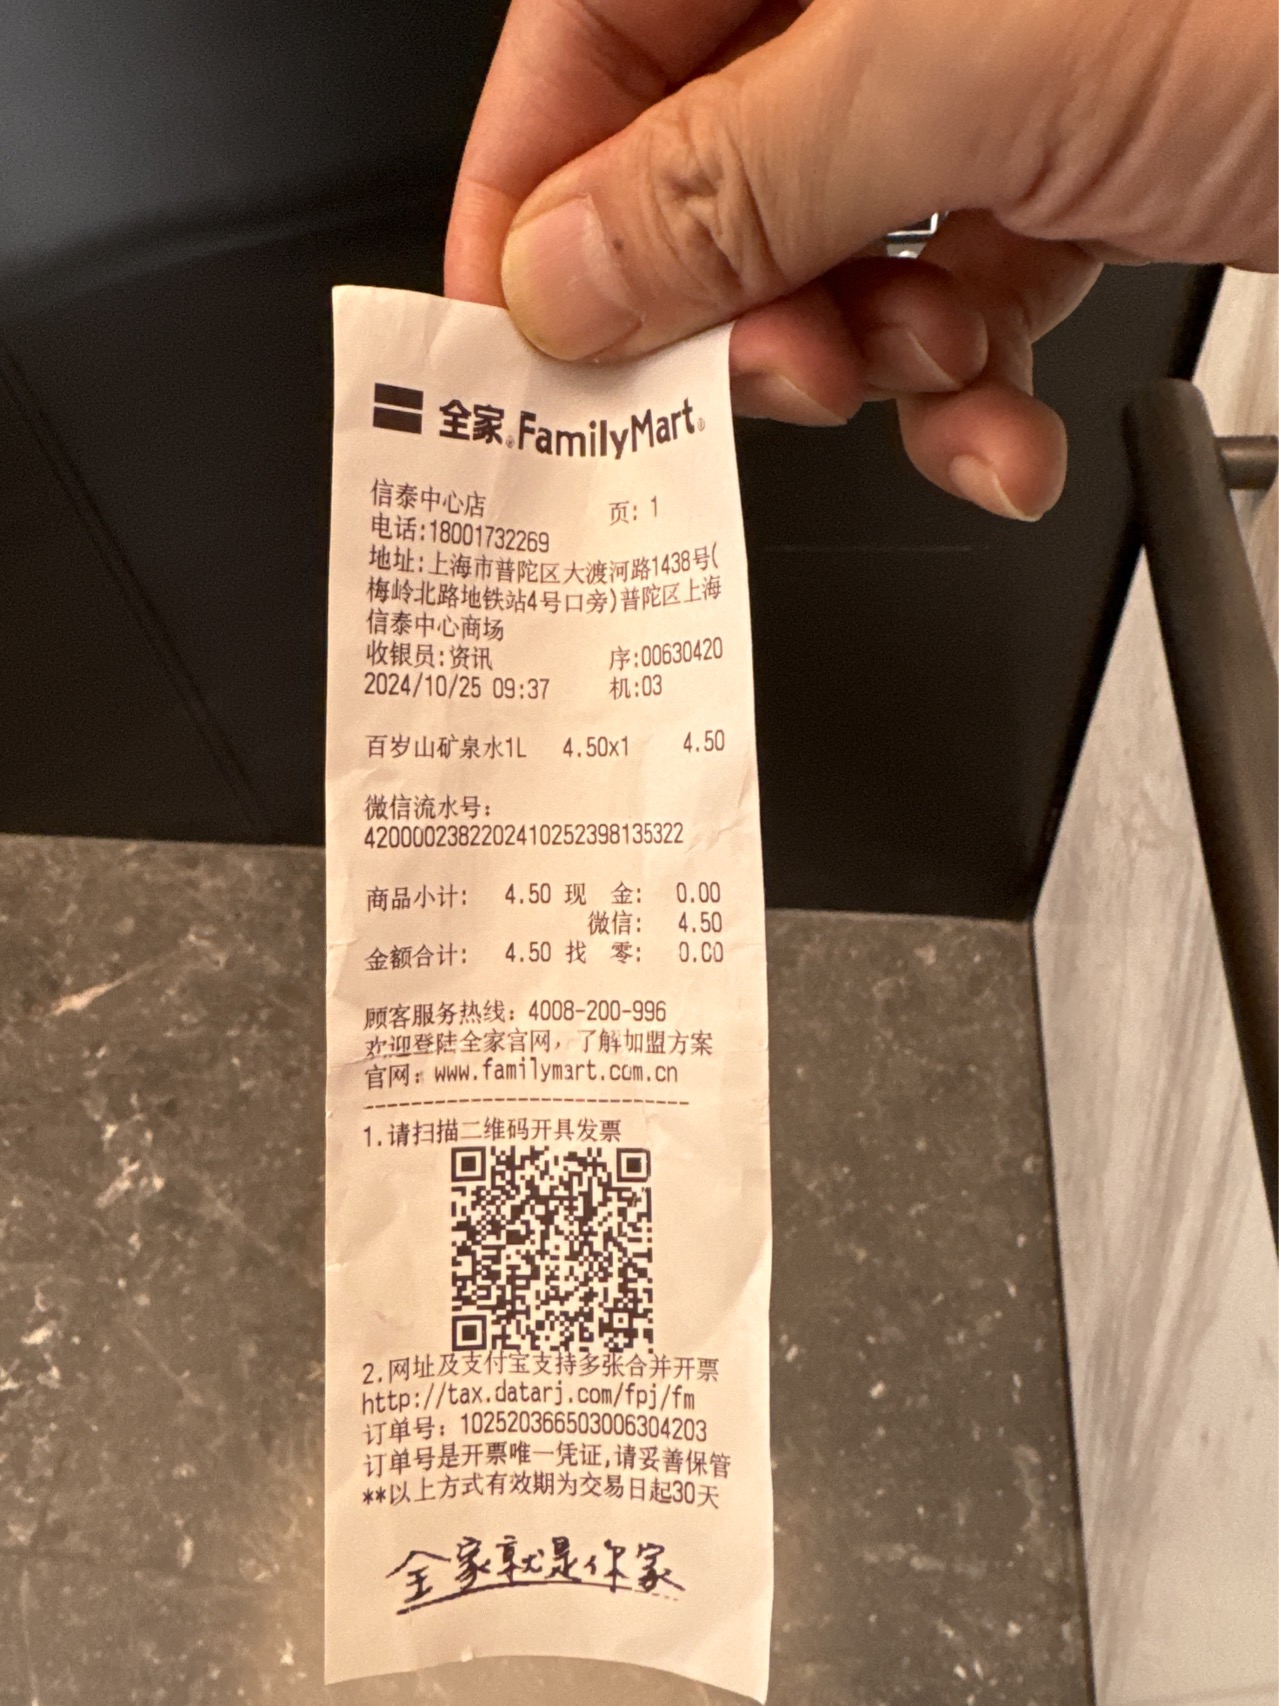 全家 FamilyMart
信泰中心店 页: 1
电话:18001732269
地址:上海市普陀区大渡河路1438号(
梅岭北路地铁站4号口旁)普陀区上海
信泰中心商场
收银员:资讯 序:00630420
2024/10/25 09:37 机:03
百岁山矿泉水1L 4.50x1 4.50
微信流水号:
4200002382202410252398135322
商品小计: 4.50 现 金: 0.00
微信: 4.50
金额合计: 4.50 找 零: 0.00
顾客服务热线: 4008-200-996
欢迎登陆全家官网, 了解加盟方案
官网: www.familymart.com.cn
--------------------------
1.请扫描二维码开具发票
2.网址及支付宝支持多张合并开票
http://tax.datarj.com/fpj/fm
订单号: 102520366503006304203
订单号是开票唯一凭证,请妥善保管
**以上方式有效期为交易日起30天
全家就是你家